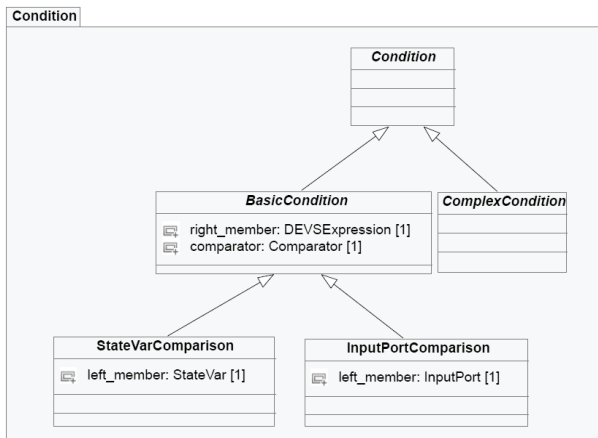 Condition
Condition
BasicCondition
right_member: DEVSExpression [1]
comparator: Comparator [1]
ComplexCondition
StateVarComparison
left_member: StateVar [1]
InputPortComparison
left_member: InputPort [1]